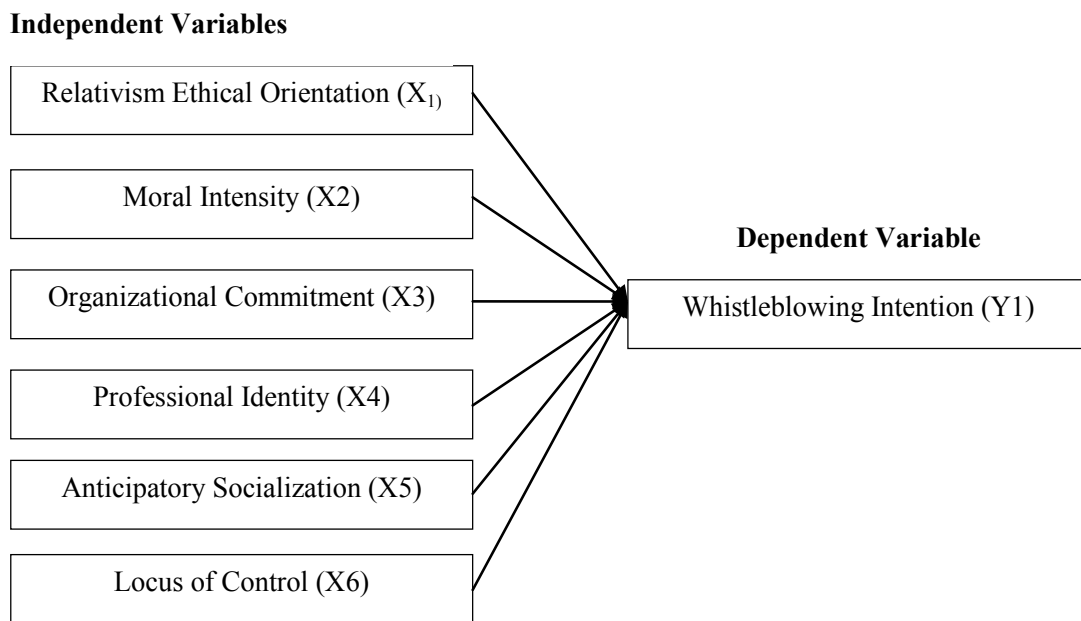 Independent Variables
Relativism Ethical Orientation (X1)
Moral Intensity (X2)
Dependent Variable
Organizational Commitment (X3)
Whistleblowing Intention (Y1)
Professional Identity (X4)
Anticipatory Socialization (X5)
Locus of Control (X6)